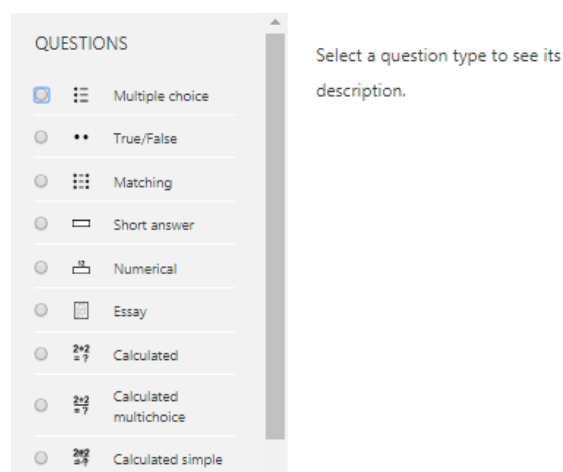 QUESTIONS
Multiple choice
True/False
Matching
Short answer
12
Numerical
Essay
2+2
= ?
Calculated
2+2
= ?
Calculated
multichoice
Calculated simple
Select a question type to see its
description.